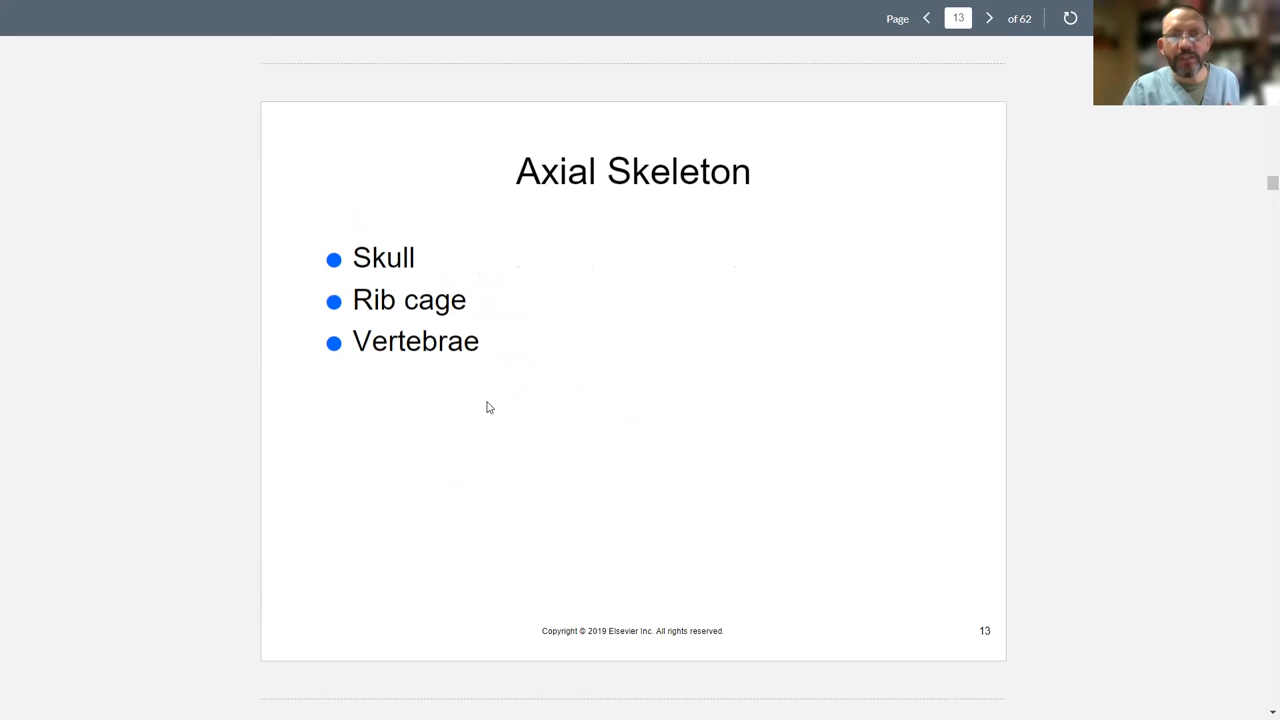 Page 13 of 62
Axial Skeleton
Skull
Rib cage
Vertebrae
Copyright © 2019 Elsevier Inc. All rights reserved.
13